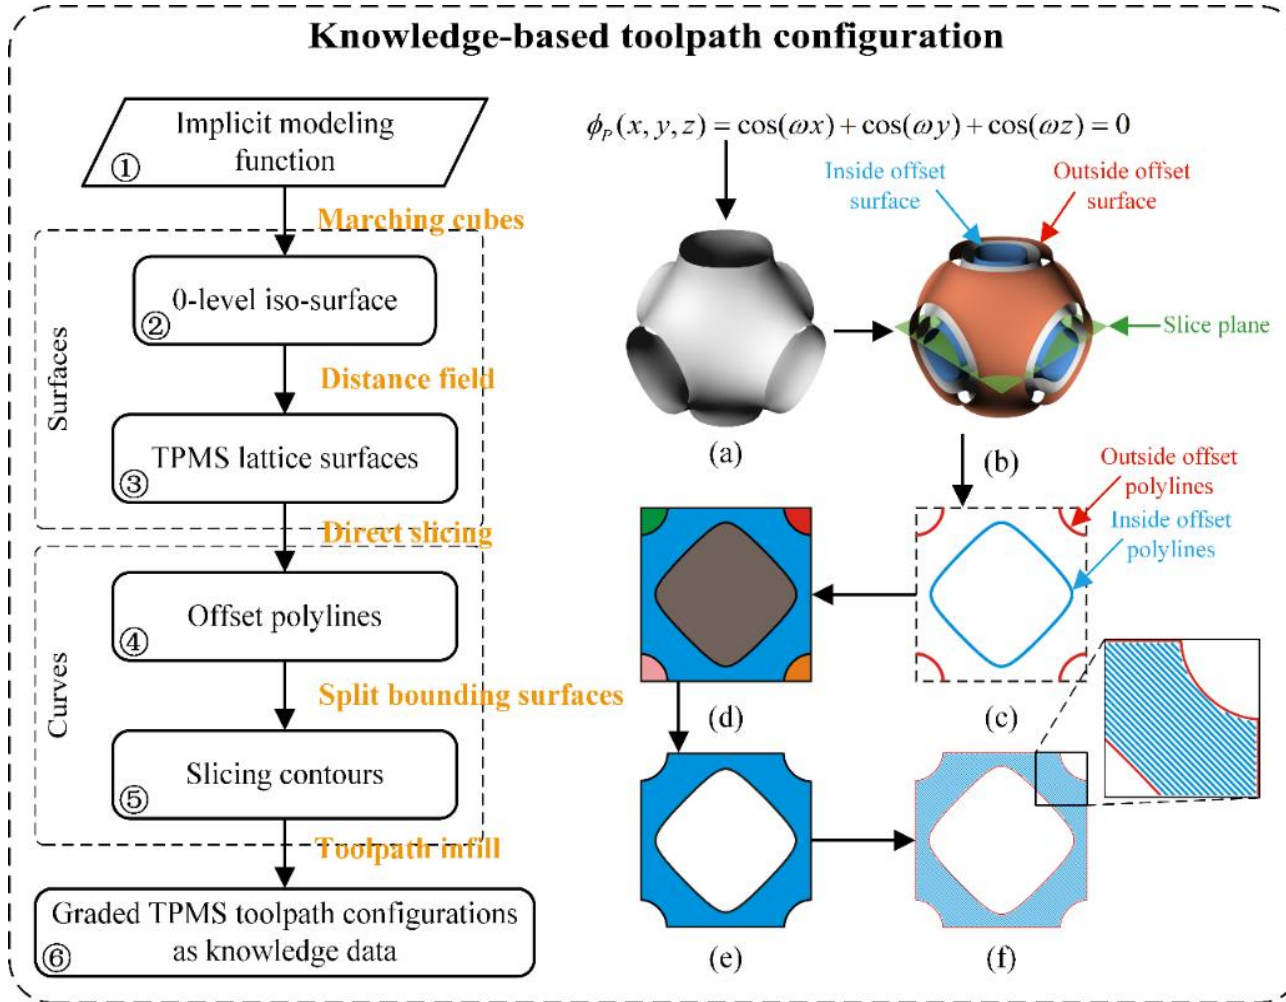 Knowledge-based toolpath configuration
Implicit modeling
function
①
Marching cubes
0-level iso-surface
②
Distance field
Surfaces
TPMS lattice surfaces
③
Direct slicing
Offset polylines
④
Split bounding surfaces
Curves
Slicing contours
⑤
Toolpath infill
Graded TPMS toolpath configurations
as knowledge data
⑥
ϕ_P(x, y, z) = cos(ωx) + cos(ωy) + cos(ωz) = 0
Inside offset
surface
Outside offset
surface
Slice plane
(a)
(b)
Outside offset
polylines
Inside offset
polylines
(d)
(c)
(e)
(f)